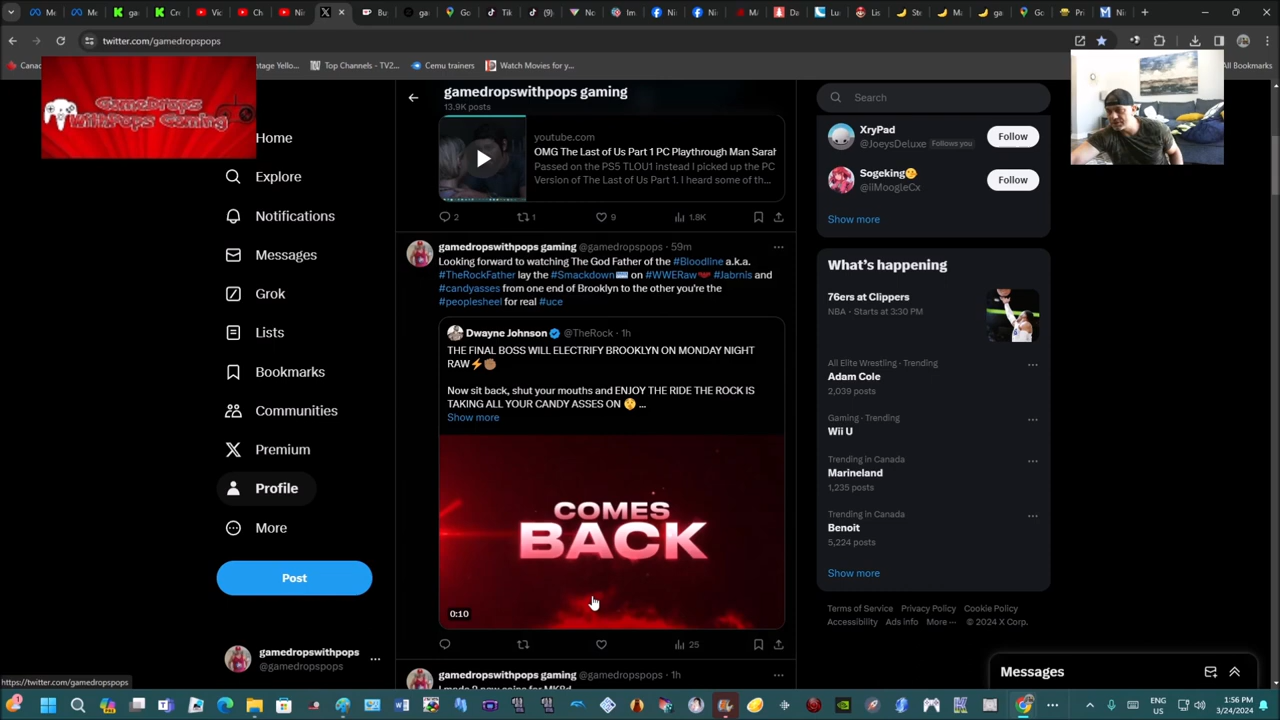 twitter.com/gamedropspops
Canad
ntage Yello...
Top Channels - TVZ...
Cemu trainers
Watch Movies for y...
All Bookmarks
GameDrops
WithPops Gaming
Home
Explore
Notifications
Messages
Grok
Lists
Bookmarks
Communities
Premium
Profile
More
Post
gamedropswithpops
@gamedropspops
https://twitter.com/gamedropspops
gamedropswithpops gaming
13.9K posts
youtube.com
OMG The Last of Us Part 1 PC Playthrough Man Sarah
Passed on the PS5 TLOU1 instead I picked up the PC
Version of The Last of Us Part 1. I heard some of th...
2 1 9 1.8K
gamedropswithpops gaming @gamedropspops · 59m
Looking forward to watching The God Father of the #Bloodline a.k.a.
#TheRockFather lay the #Smackdown on #WWERaw #Jabrnis and
#candyasses from one end of Brooklyn to the other you're the
#peoplesheel for real #uce
Dwayne Johnson @TheRock · 1h
THE FINAL BOSS WILL ELECTRIFY BROOKLYN ON MONDAY NIGHT
RAW
Now sit back, shut your mouths and ENJOY THE RIDE THE ROCK IS
TAKING ALL YOUR CANDY ASSES ON ...
Show more
COMES
BACK
0:10
25
gamedropswithpops gaming @gamedropspops · 1h
Search
XryPad
@JoeysDeluxe Follows you
Follow
Sogeking
@iiMoogleCx
Follow
Show more
What's happening
76ers at Clippers
NBA · Starts at 3:30 PM
All Elite Wrestling · Trending
Adam Cole
2,039 posts
Gaming · Trending
Wii U
Trending in Canada
Marineland
1,235 posts
Trending in Canada
Benoit
5,224 posts
Show more
Terms of Service Privacy Policy Cookie Policy
Accessibility Ads info More ··· © 2024 X Corp.
Messages
ENG
US
1:56 PM
3/24/2024